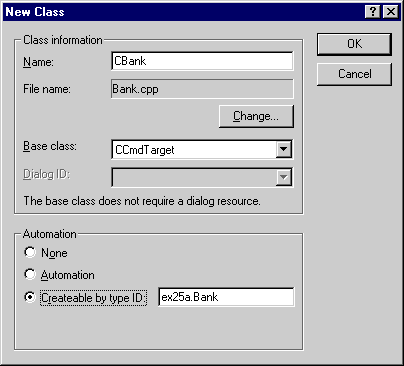 New Class
Class information
Name: CBank
File name: Bank.cpp
Change...
Base class: CCmdTarget
Dialog ID:
The base class does not require a dialog resource.
OK
Cancel
Automation
None
Automation
Createable by type ID: ex25a.Bank